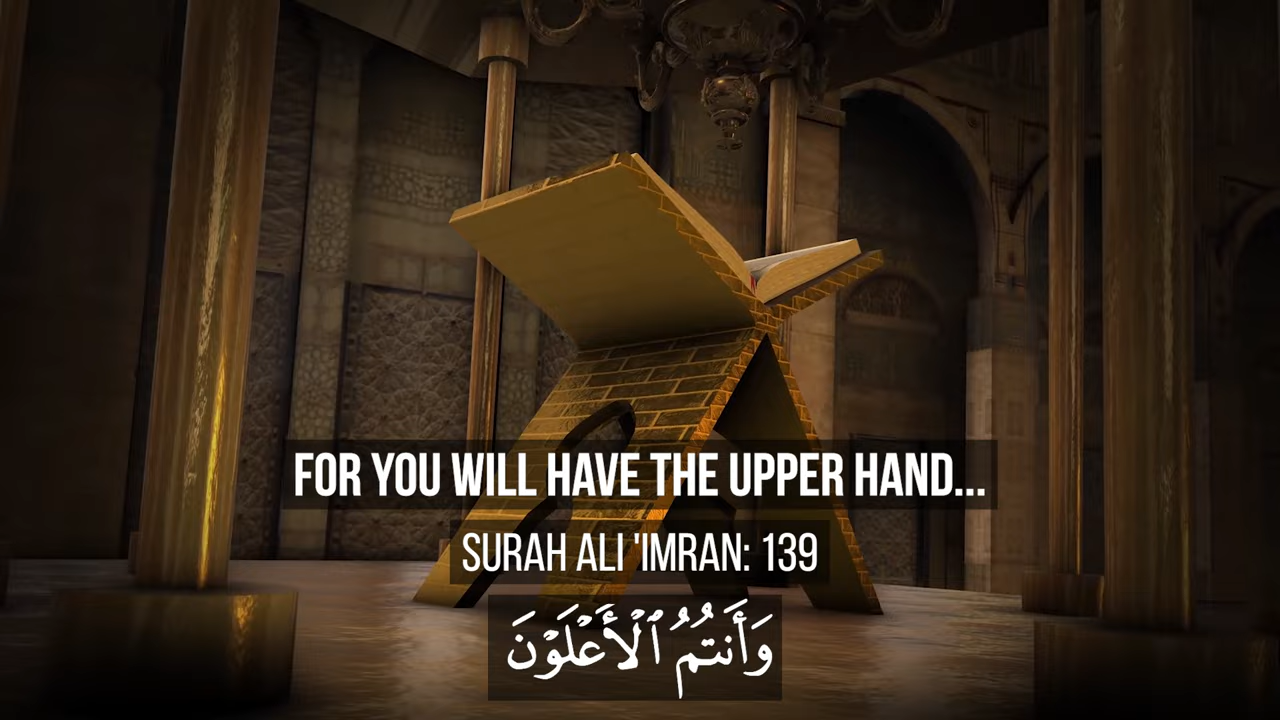 FOR YOU WILL HAVE THE UPPER HAND...
SURAH ALI 'IMRAN: 139
وَأَنتُمُ ٱلْأَعْلَوْنَ